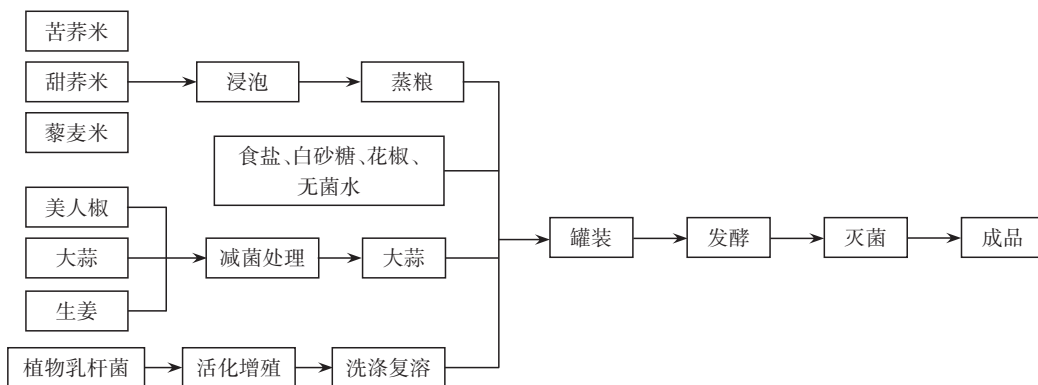 苦荞米
甜荞米
浸泡
蒸粮
藜麦米
食盐、白砂糖、花椒、
无菌水
美人椒
大蒜
减菌处理
大蒜
生姜
罐装
发酵
灭菌
成品
植物乳杆菌
活化增殖
洗涤复溶